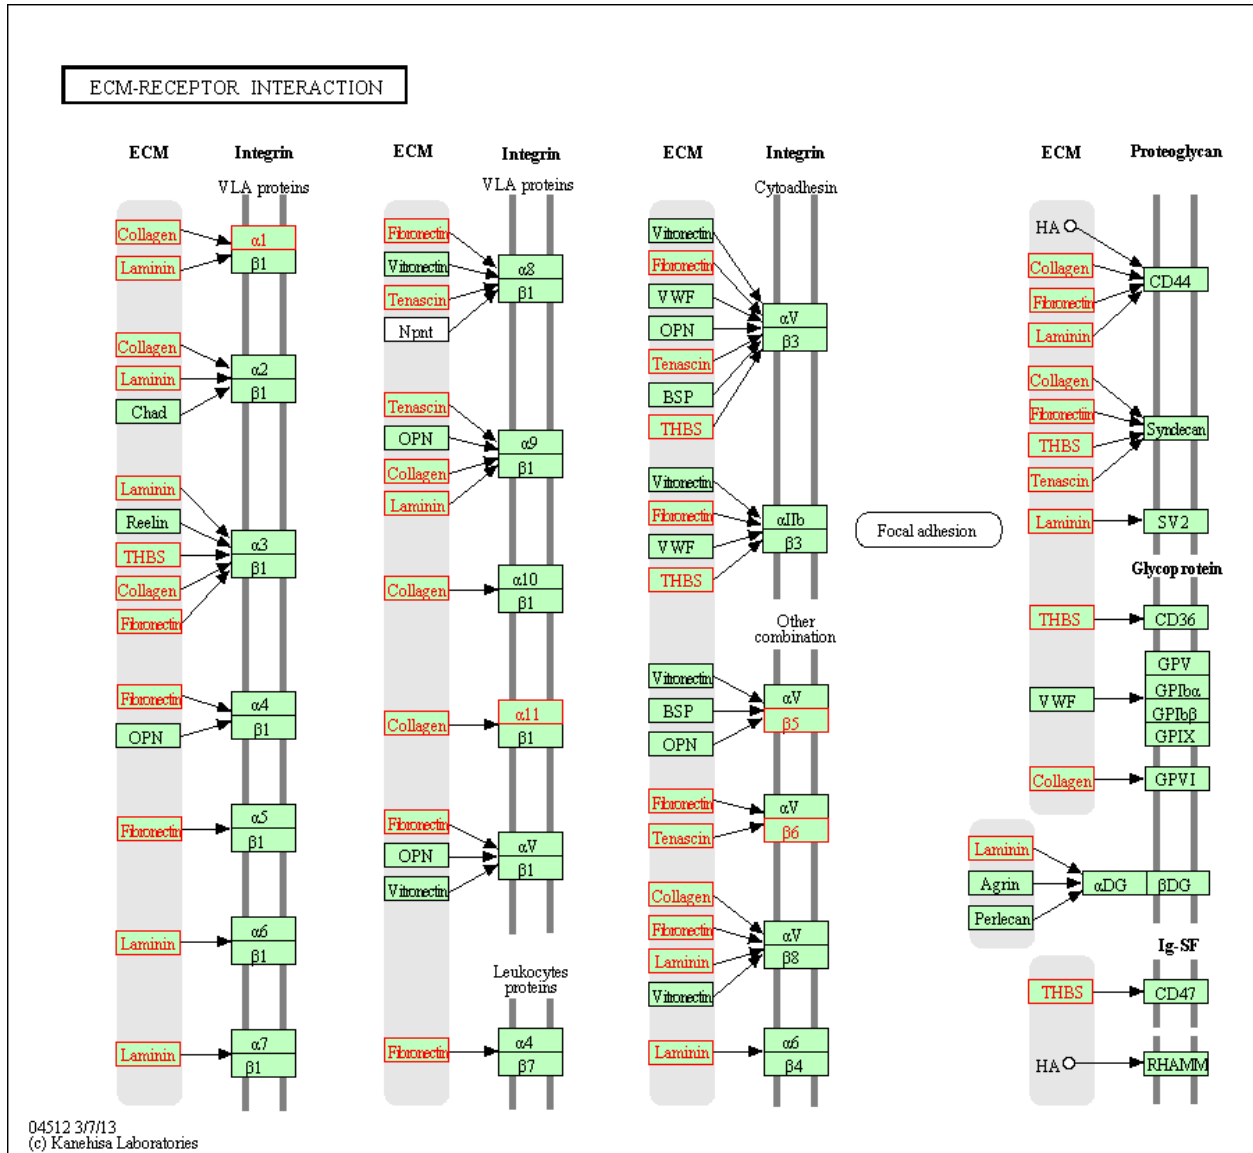 ECM-RECEPTOR INTERACTION
ECM
Integrin
VLA proteins
Collagen
Laminin
α1
β1
Collagen
Laminin
Chad
α2
β1
Laminin
Reelin
THBS
Collagen
Fibronectin
α3
β1
Fibronectin
OPN
α4
β1
Fibronectin
α5
β1
Laminin
α6
β1
Laminin
α7
β1
ECM
Integrin
VLA proteins
Fibronectin
Vitronectin
Tenascin
Npnt
α8
β1
Tenascin
OPN
Collagen
Laminin
α9
β1
Collagen
α10
β1
Collagen
α11
β1
Fibronectin
OPN
Vitronectin
αV
β1
Leukocytes
proteins
Fibronectin
α4
β7
ECM
Integrin
Cytoadhesin
Vitronectin
Fibronectin
VWF
OPN
Tenascin
BSP
THBS
αV
β3
Vitronectin
Fibronectin
VWF
THBS
αIIb
β3
Other
combination
Vitronectin
BSP
OPN
αV
β5
Fibronectin
Tenascin
αV
β6
Collagen
Fibronectin
Laminin
Vitronectin
αV
β8
Laminin
α6
β4
Focal adhesion
ECM
Proteoglycan
HA
Collagen
Fibronectin
Laminin
CD44
Collagen
Fibronectin
THBS
Tenascin
Syndecan
Laminin
SV2
Glycoprotein
THBS
CD36
VWF
GPV
GPIbα
GPIbβ
GPIX
Collagen
GPVI
Laminin
Agrin
Perlecan
αDG
βDG
Ig-SF
THBS
CD47
HA
RHAMM
04512 3/7/13
(c) Kanehisa Laboratories